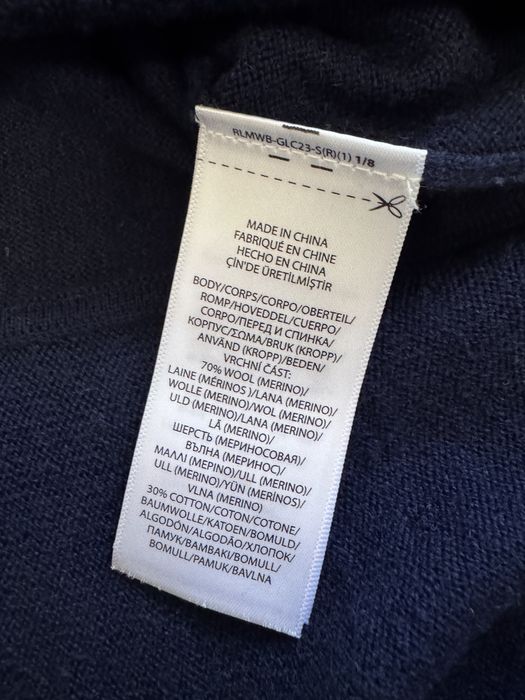 RLMWB-GLC23-S(R)(1) 1/8
MADE IN CHINA
FABRIQUÉ EN CHINE
HECHO EN CHINA
ÇİN'DE ÜRETİLMİŞTİR
BODY/CORPS/CORPO/OBERTEIL/
ROMP/HOVEDDEL/CUERPO/
CORPO/ПЕРЕД И СПИНКА/
КОРПУС/ΣΩΜΑ/BRUK (KROPP)/
ANVÄND (KROPP)/BEDEN/
VRCHNÍ ČÁST:
70% WOOL (MERINO)/
LAINE (MÉRINOS )/LANA (MERINO)/
WOLLE (MERINO)/WOL (MERINO)/
ULD (MERINO)/LANA (MERINO)/
LÃ (MERINO)/
ШЕРСТЬ (МЕРИНОСОВАЯ)/
ВЪЛНА (МЕРИНОС)/
ΜΑΛΛΙ (ΜΕΡΙΝΟ)/ULL (MERINO)/
ULL (MERINO)/YÜN (MERİNOS)/
VLNA (MERINO)
30% COTTON/COTON/COTONE/
BAUMWOLLE/KATOEN/BOMULD/
ALGODÓN/ALGODÃO/ХЛОПОК/
ПАМУК/ΒΑΜΒΑΚΙ/BOMULL/
BOMULL/PAMUK/BAVLNA